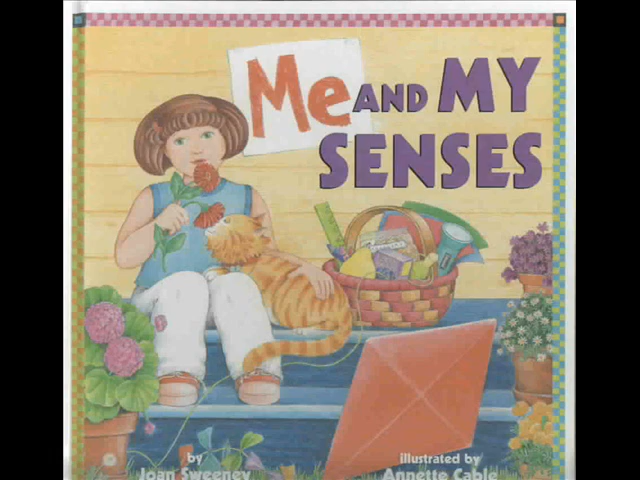 Me AND MY
SENSES
by
Joan Sweeney
illustrated by
Annette Cable